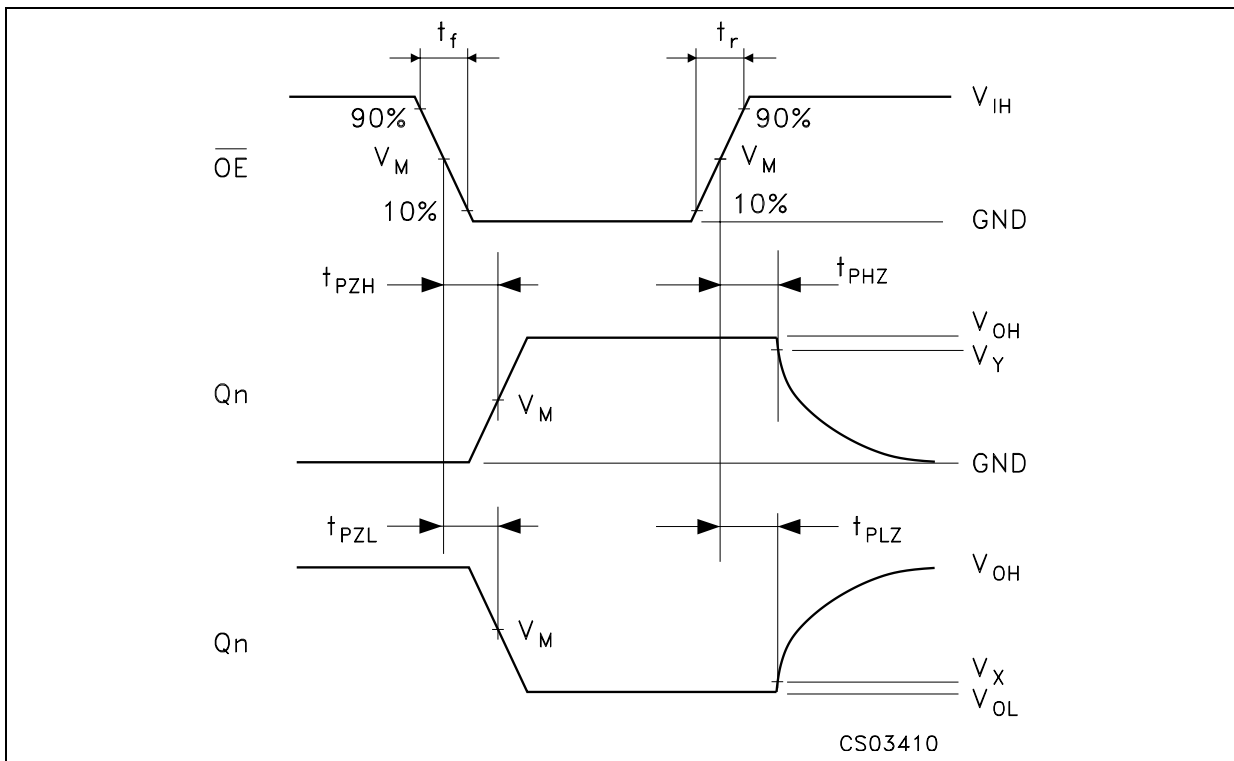 t_f t_r
V_IH
90% 90%
O̅E̅ V_M V_M
10% 10%
GND
t_PZH t_PHZ
V_OH
V_Y
Qn V_M
GND
t_PZL t_PLZ
V_OH
Qn V_M
V_X
V_OL
CS03410